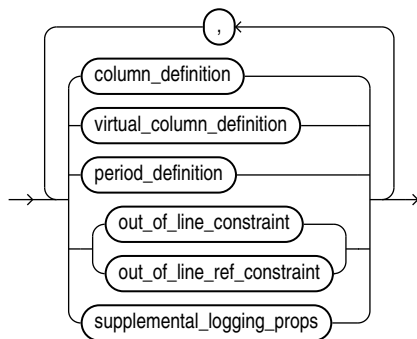 ,
column_definition
virtual_column_definition
period_definition
out_of_line_constraint
out_of_line_ref_constraint
supplemental_logging_props